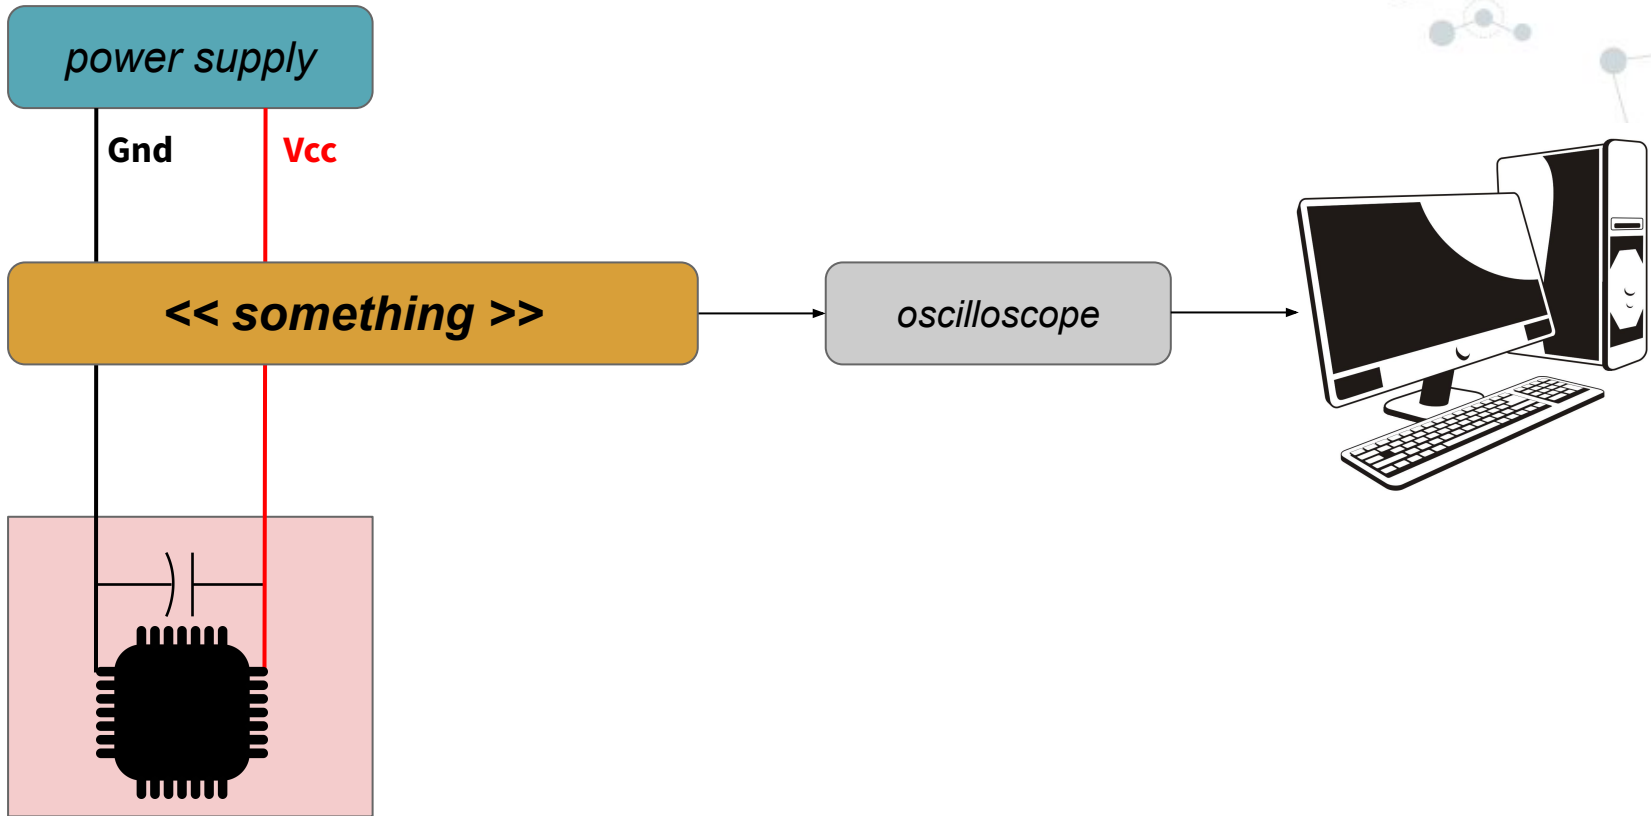 power supply
Gnd
Vcc
<< something >>
oscilloscope